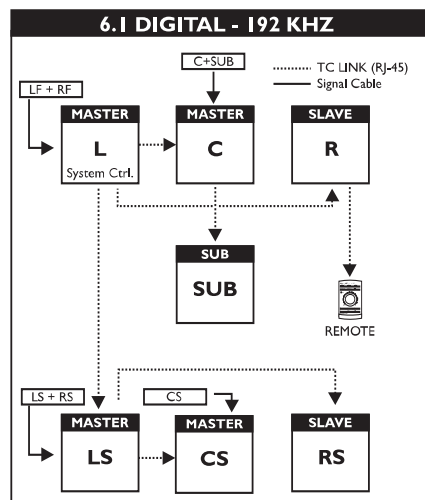 6.1 DIGITAL - 192 KHZ
C+SUB
TC LINK (RJ-45)
Signal Cable
LF + RF
MASTER
L
System Ctrl.
MASTER
C
SLAVE
R
SUB
SUB
REMOTE
LS + RS
CS
MASTER
LS
MASTER
CS
SLAVE
RS